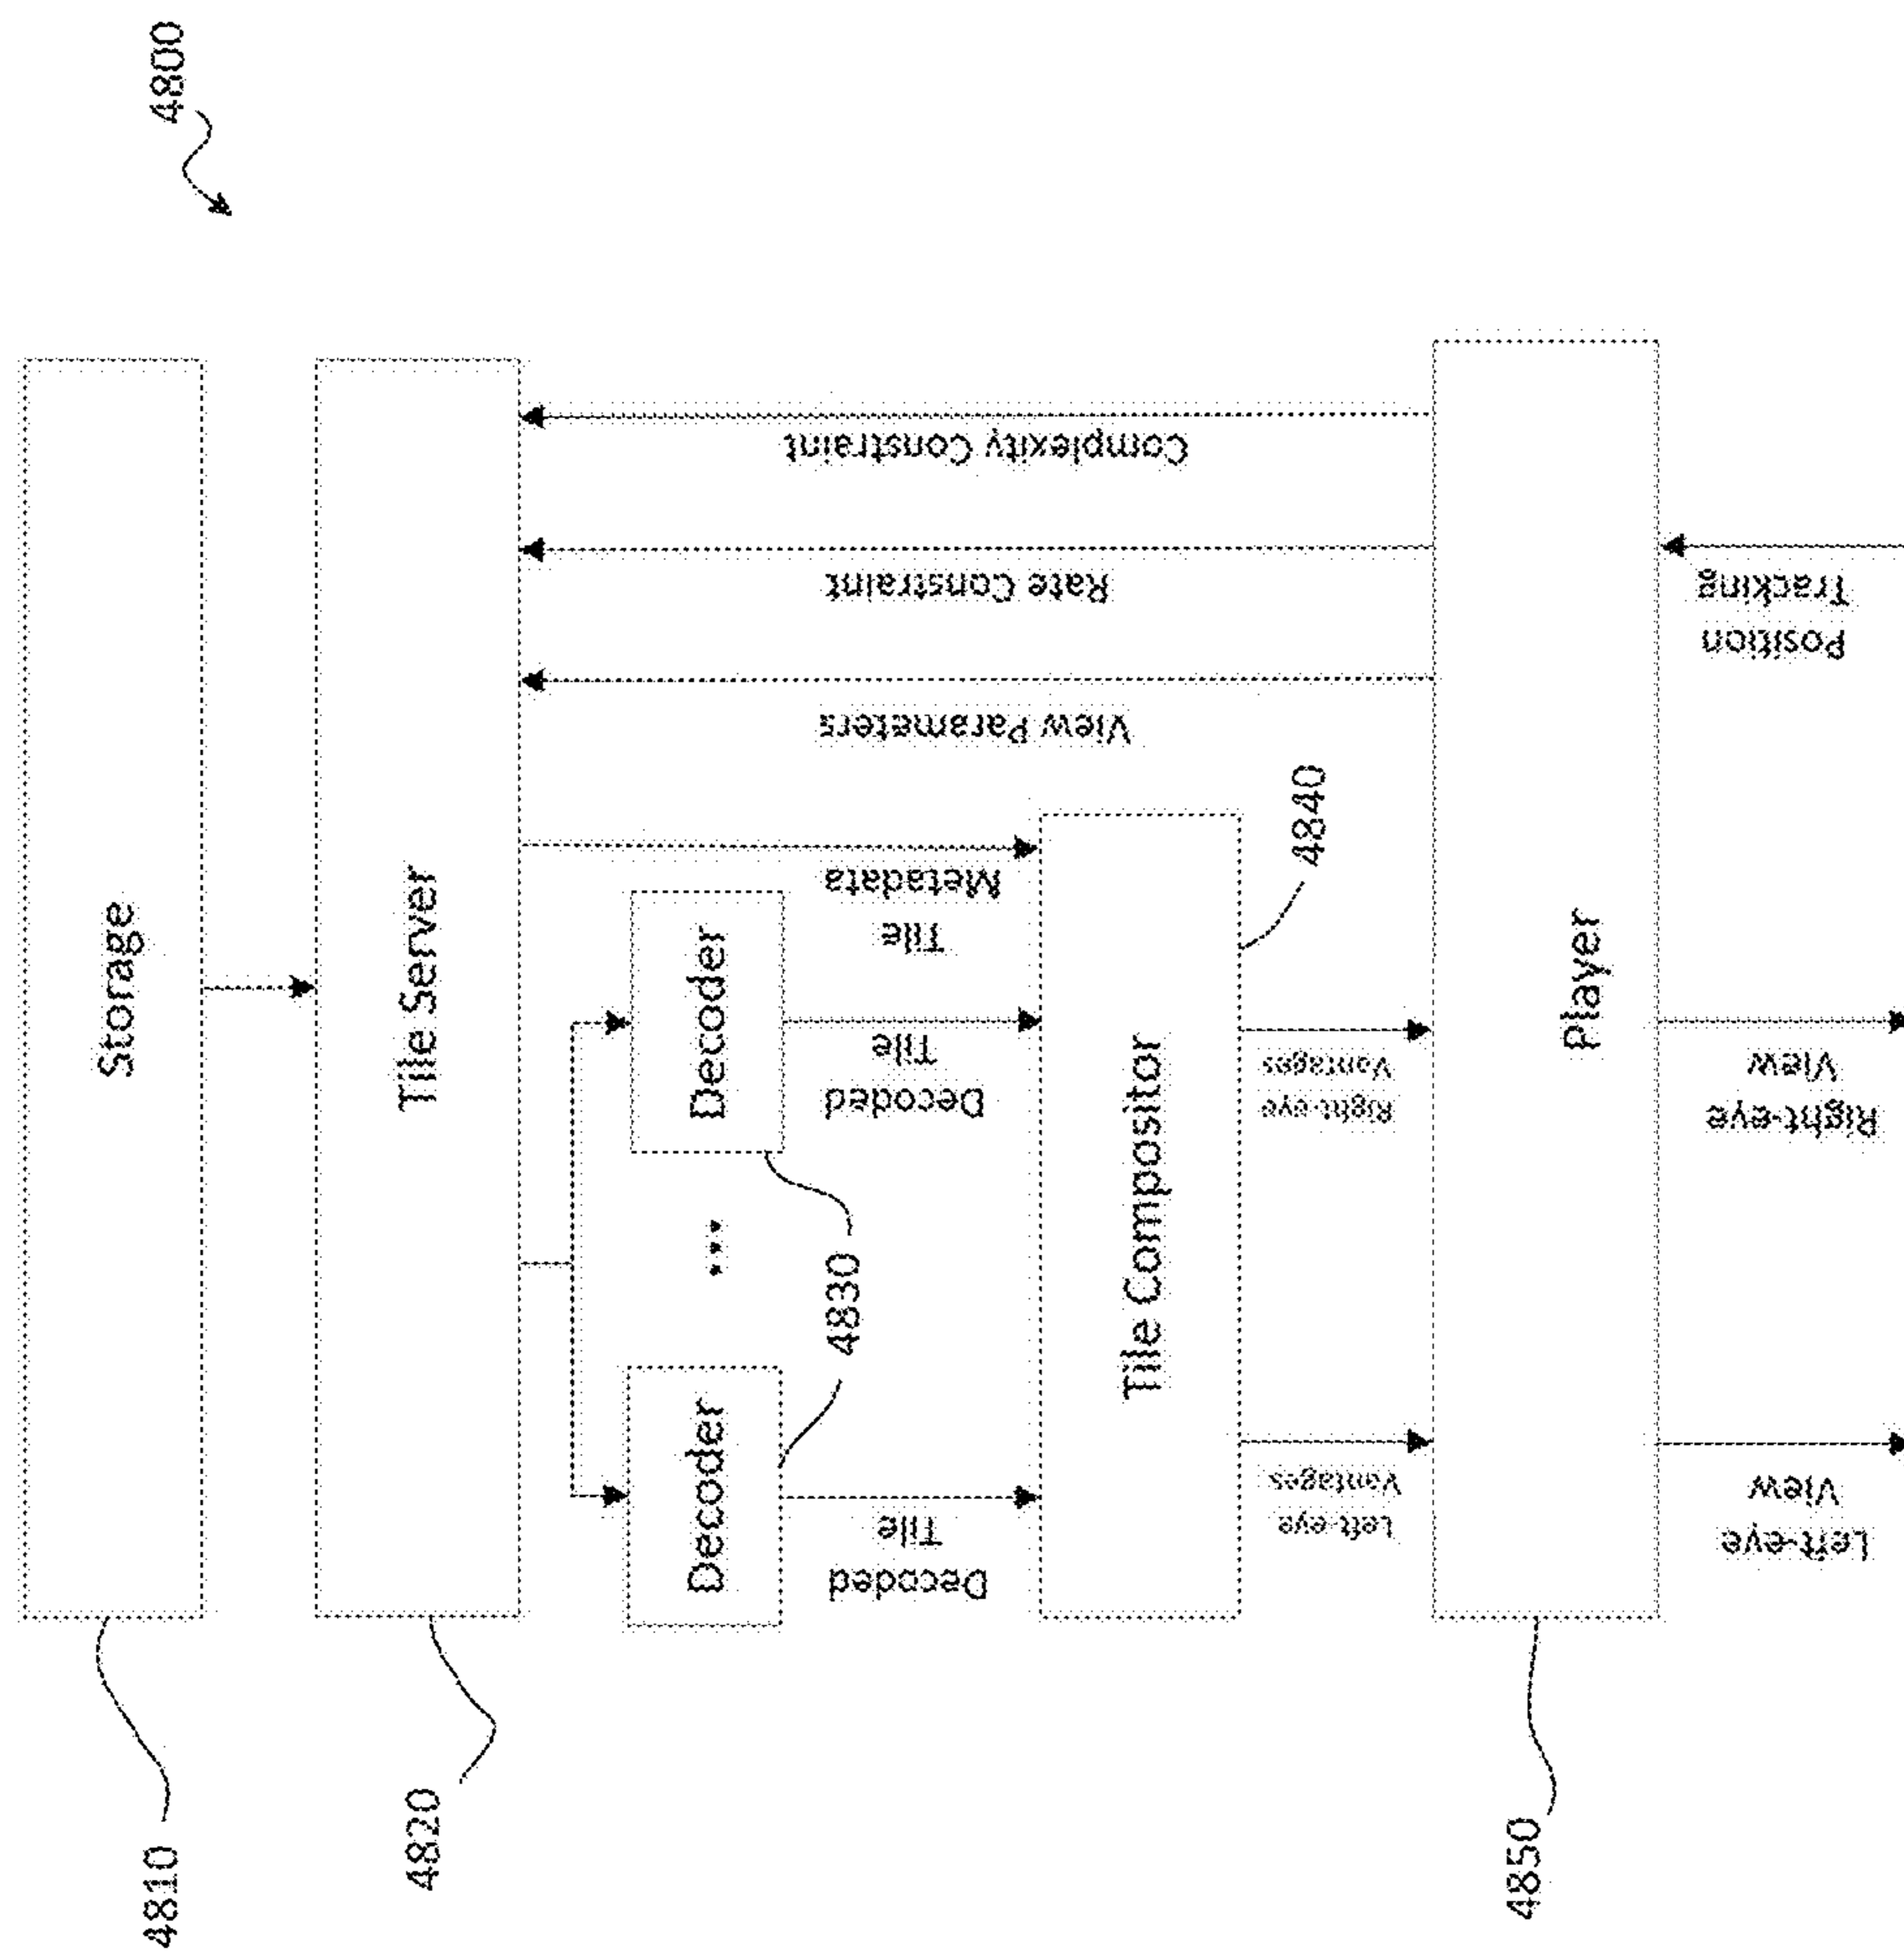 4800
Storage
4810
Tile Server
4820
Complexity Constraint
Rate Constraint
View Parameters
Tile
Metadata
Decoder
...
Decoder
4830
Decoded
Tile
Decoded
Tile
Tile Compositor
4840
Left-eye
Vantages
Right-eye
Vantages
Player
4850
Left-eye
View
Right-eye
View
Position
Tracking